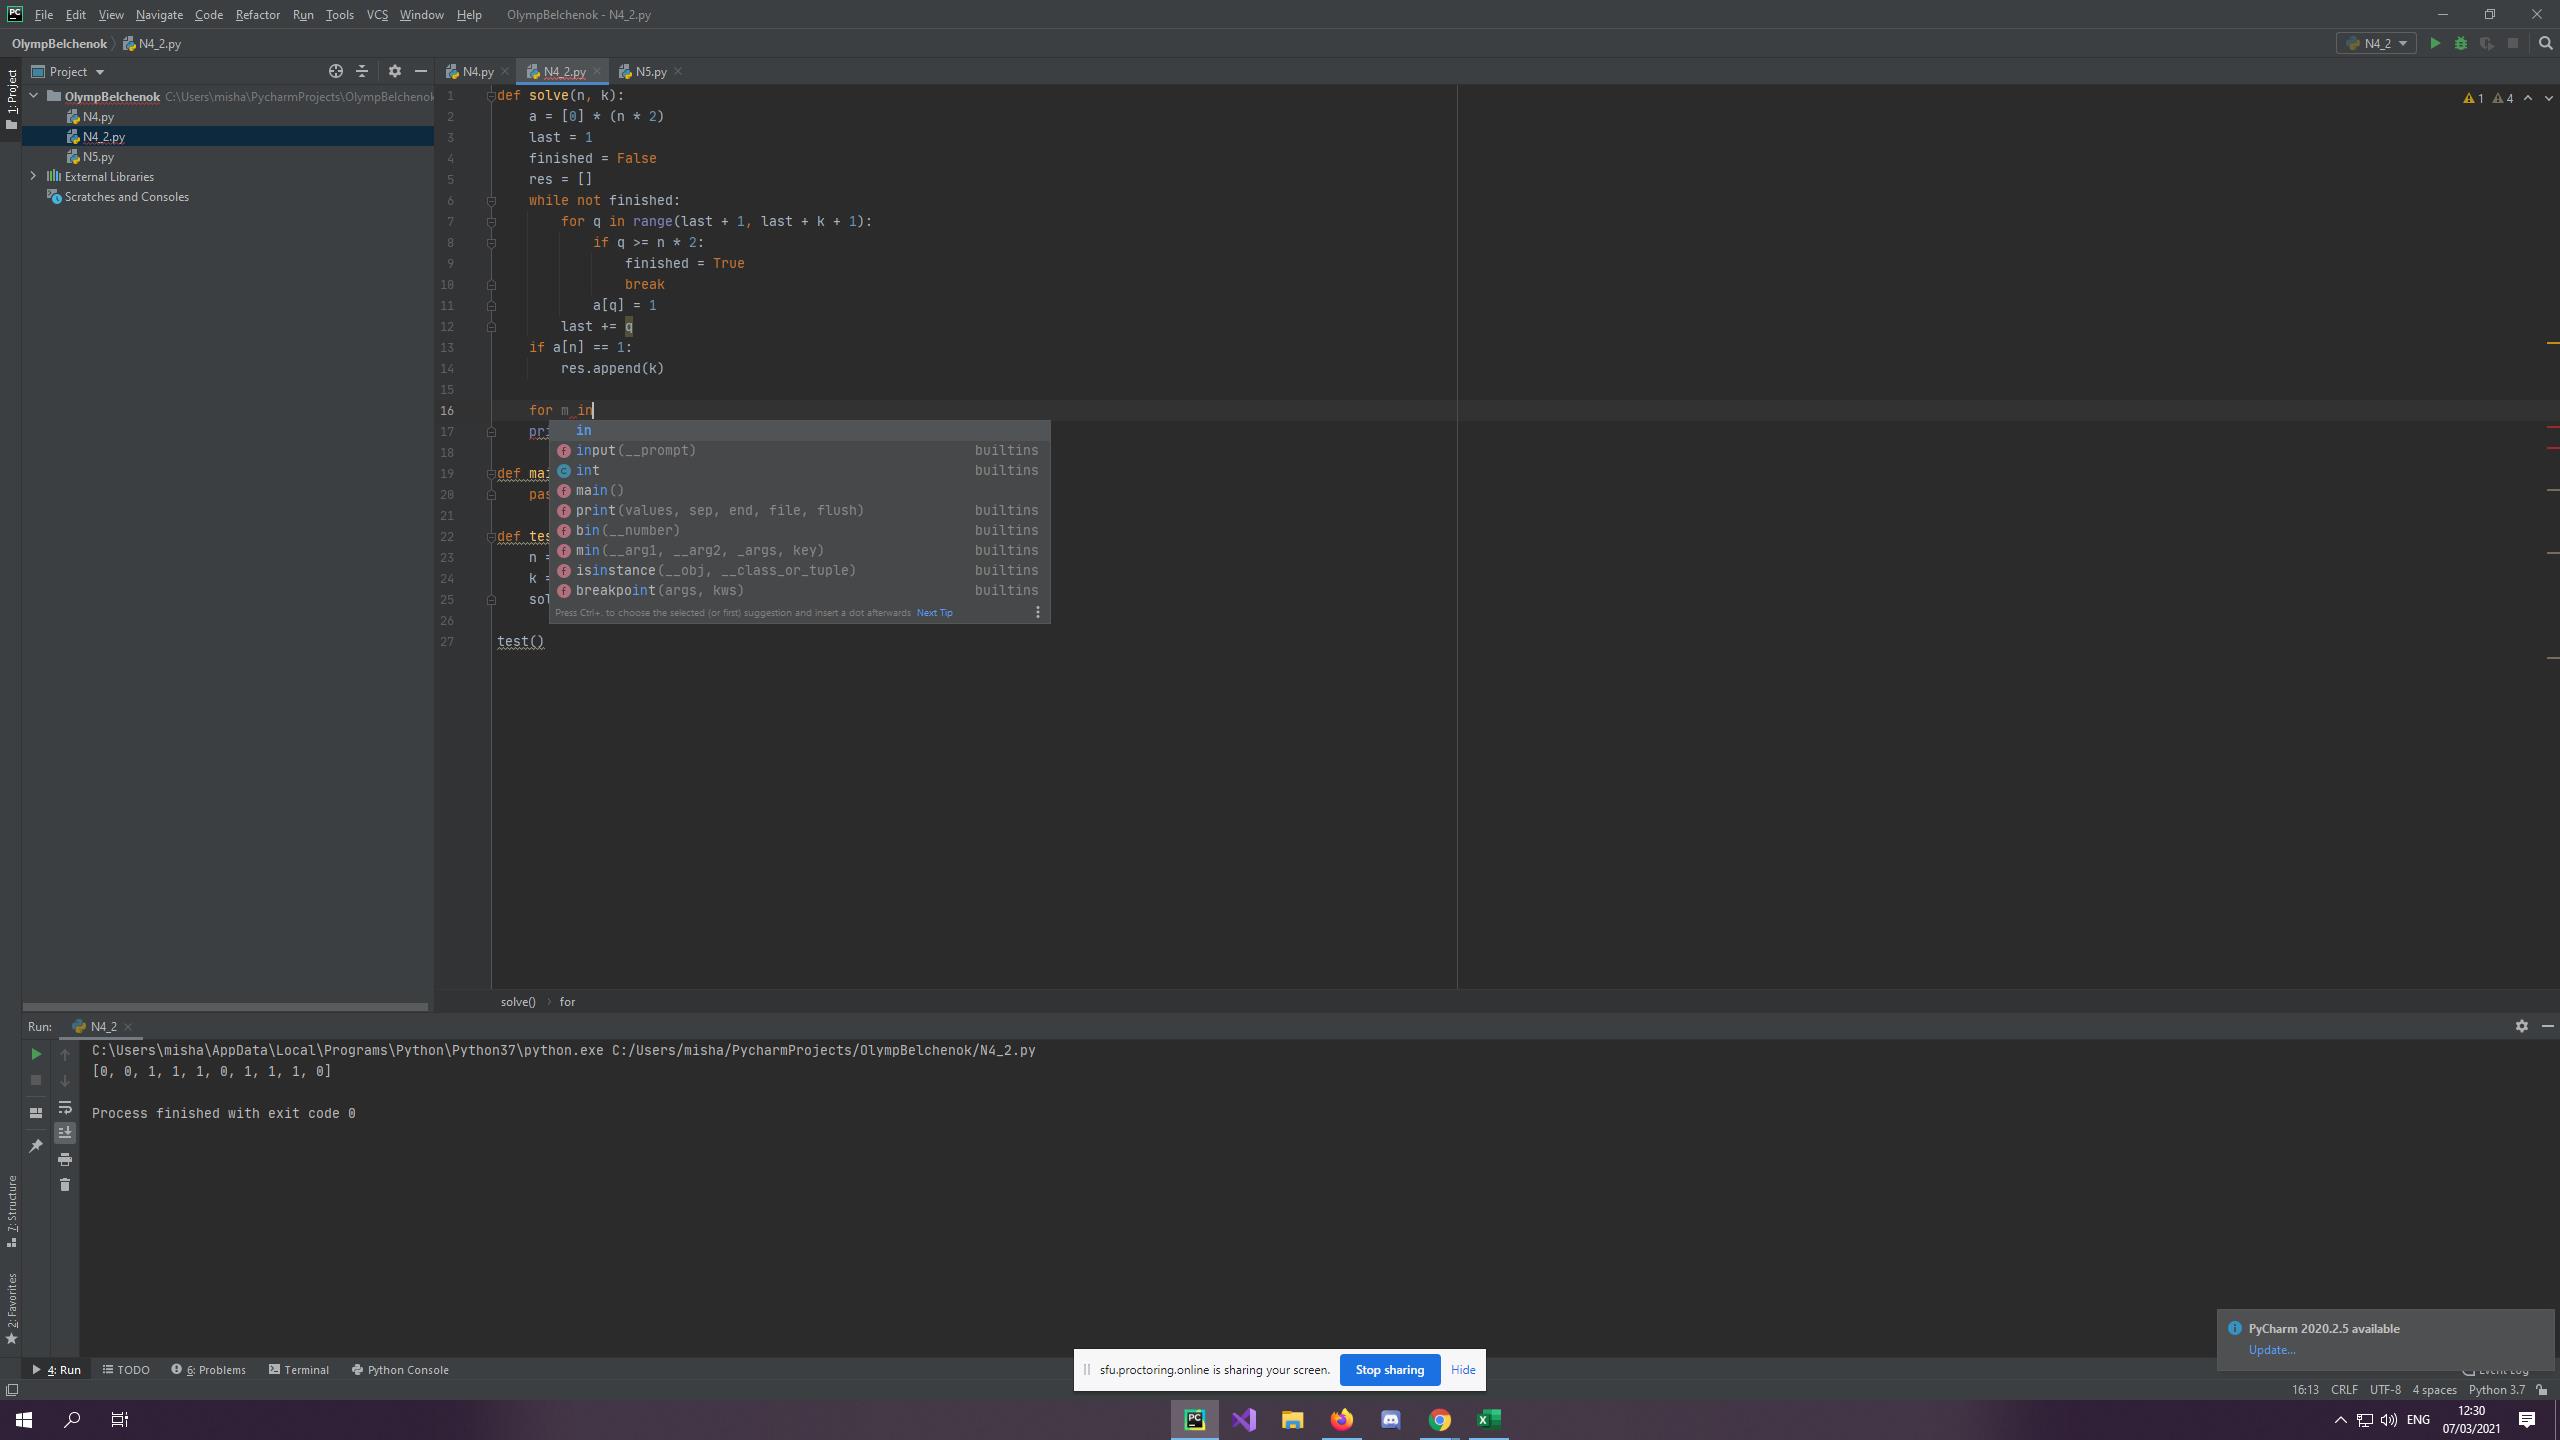 File Edit View Navigate Code Refactor Run Tools VCS Window Help OlympBelchenok - N4_2.py
OlympBelchenok N4_2.py N4_2
1: Project
Project N4.py N4_2.py N5.py
OlympBelchenok C:\Users\misha\PycharmProjects\OlympBelchenok
N4.py
N4_2.py
N5.py
External Libraries
Scratches and Consoles
1 4
1 def solve(n, k):
2 a = [0] * (n * 2)
3 last = 1
4 finished = False
5 res = []
6 while not finished:
7 for q in range(last + 1, last + k + 1):
8 if q >= n * 2:
9 finished = True
10 break
11 a[q] = 1
12 last += q
13 if a[n] == 1:
14 res.append(k)
15
16 for m in
17 pri
18
19 def mai
20 pas
21
22 def tes
23 n =
24 k =
25 sol
26
27 test()
in
input(__prompt) builtins
int builtins
main()
print(values, sep, end, file, flush) builtins
bin(__number) builtins
min(__arg1, __arg2, _args, key) builtins
isinstance(__obj, __class_or_tuple) builtins
breakpoint(args, kws) builtins
Press Ctrl+. to choose the selected (or first) suggestion and insert a dot afterwards Next Tip
solve() for
Run: N4_2
C:\Users\misha\AppData\Local\Programs\Python\Python37\python.exe C:/Users/misha/PycharmProjects/OlympBelchenok/N4_2.py
[0, 0, 1, 1, 1, 0, 1, 1, 1, 0]
Process finished with exit code 0
7: Structure
2: Favorites
PyCharm 2020.2.5 available
Update...
4: Run TODO 6: Problems Terminal Python Console Event Log
sfu.proctoring.online is sharing your screen. Stop sharing Hide
16:13 CRLF UTF-8 4 spaces Python 3.7
ENG 12:30
07/03/2021